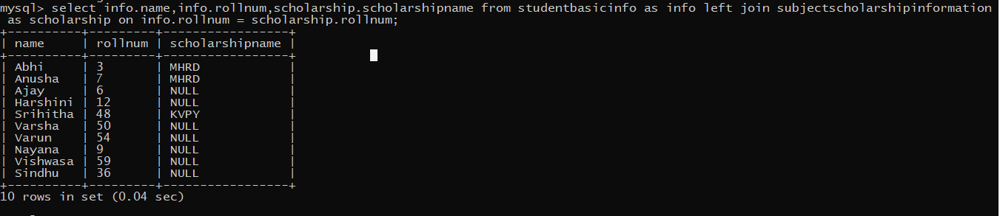 mysql> select info.name,info.rollnum,scholarship.scholarshipname from studentbasicinfo as info left join subjectscholarshipinformation
 as scholarship on info.rollnum = scholarship.rollnum;
+----------+---------+-----------------+
| name     | rollnum | scholarshipname |
+----------+---------+-----------------+
| Abhi     | 3       | MHRD            |
| Anusha   | 7       | MHRD            |
| Ajay     | 6       | NULL            |
| Harshini | 12      | NULL            |
| Srihitha | 48      | KVPY            |
| Varsha   | 50      | NULL            |
| Varun    | 54      | NULL            |
| Nayana   | 9       | NULL            |
| Vishwasa | 59      | NULL            |
| Sindhu   | 36      | NULL            |
+----------+---------+-----------------+
10 rows in set (0.04 sec)